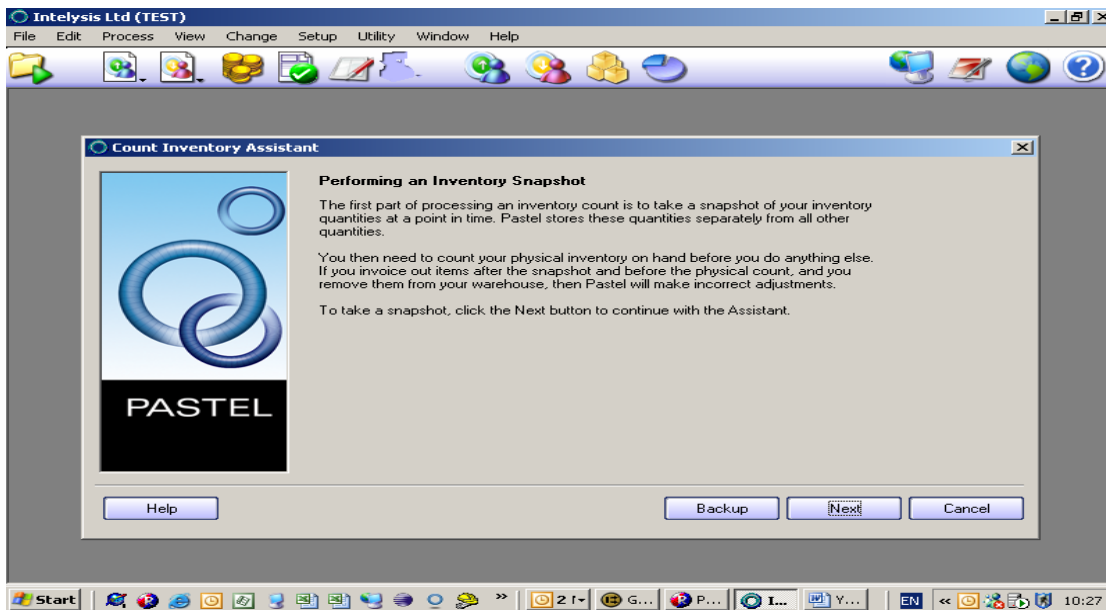 Intelysis Ltd (TEST)
File Edit Process View Change Setup Utility Window Help
Count Inventory Assistant
Performing an Inventory Snapshot
The first part of processing an inventory count is to take a snapshot of your inventory
quantities at a point in time. Pastel stores these quantities separately from all other
quantities.
You then need to count your physical inventory on hand before you do anything else.
If you invoice out items after the snapshot and before the physical count, and you
remove them from your warehouse, then Pastel will make incorrect adjustments.
To take a snapshot, click the Next button to continue with the Assistant.
PASTEL
Help Backup Next Cancel
Start » G... P... I... Y... EN « 10:27